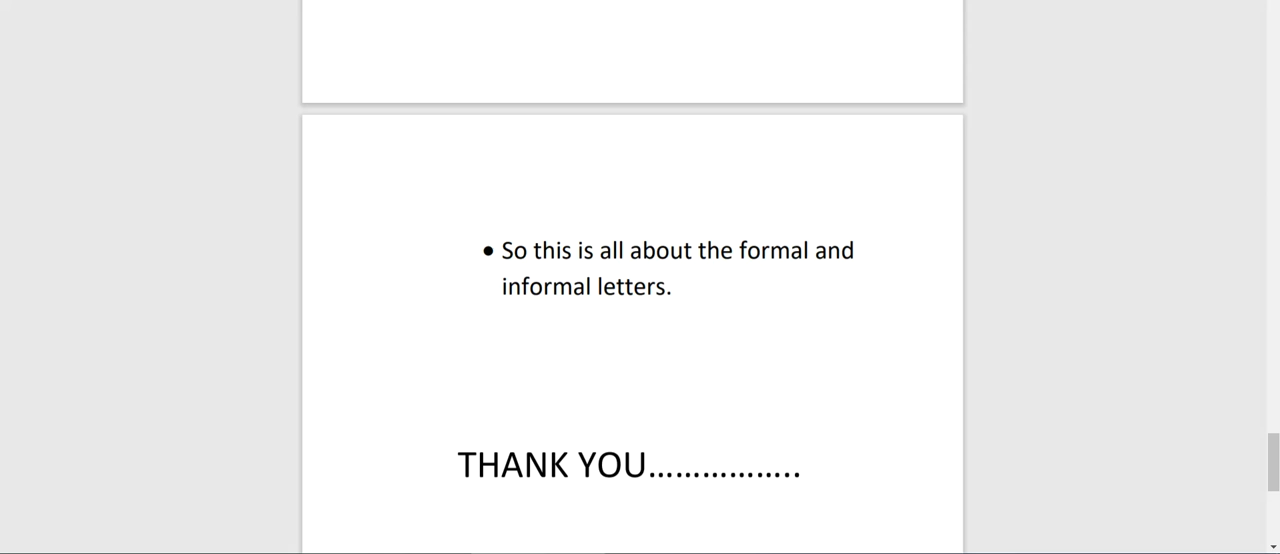 • So this is all about the formal and
informal letters.
THANK YOU……………..